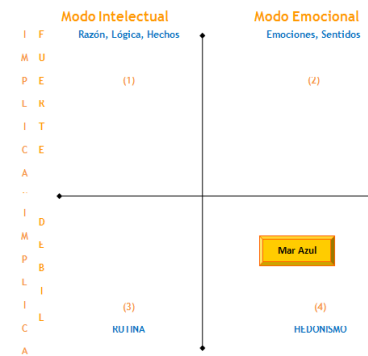 Modo Intelectual
Modo Emocional
Razón, Lógica, Hechos
Emociones, Sentidos
(1)
(2)
I M P L I C A ..
F U E R T E
I M P L I C A
D E B I L
Mar Azul
(3)
(4)
RUTINA
HEDONISMO